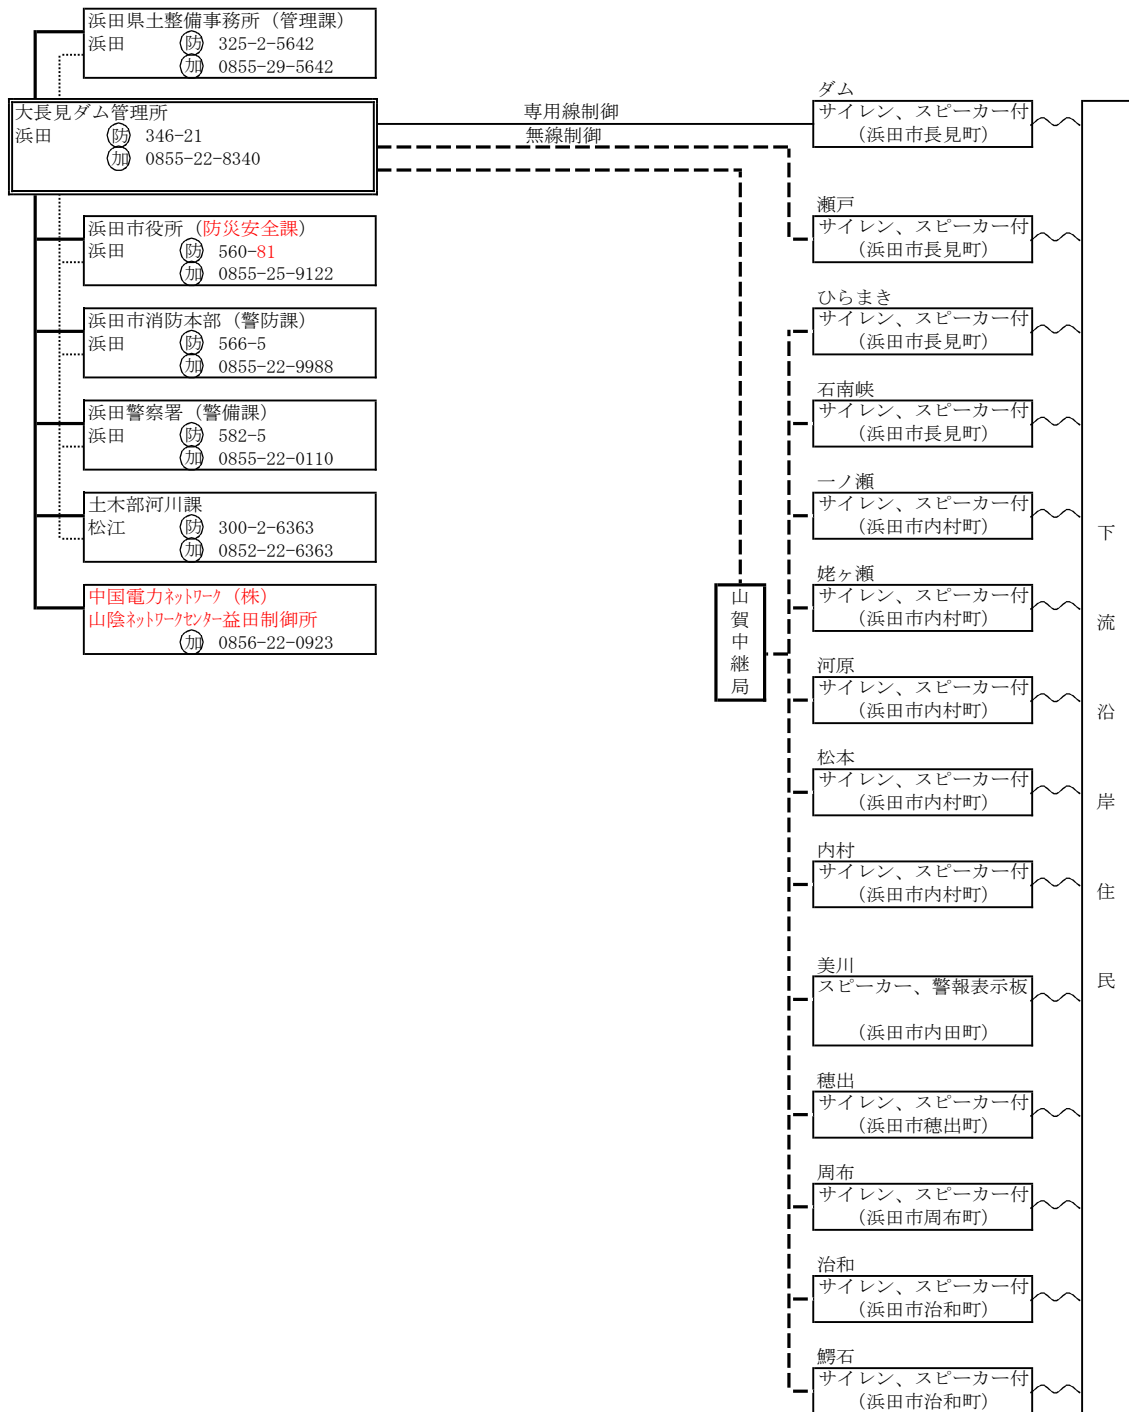 浜田県土整備事務所（管理課）
浜田 防 325-2-5642
加 0855-29-5642
大長見ダム管理所
浜田 防 346-21
加 0855-22-8340
浜田市役所（防災安全課）
浜田 防 560-81
加 0855-25-9122
浜田市消防本部（警防課）
浜田 防 566-5
加 0855-22-9988
浜田警察署（警備課）
浜田 防 582-5
加 0855-22-0110
土木部河川課
松江 防 300-2-6363
加 0852-22-6363
中国電力ネットワーク（株）
山陰ネットワークセンター益田制御所
加 0856-22-0923
専用線制御
無線制御
山賀中継局
ダム
サイレン、スピーカー付
（浜田市長見町）
瀬戸
サイレン、スピーカー付
（浜田市長見町）
ひらまき
サイレン、スピーカー付
（浜田市長見町）
石南峡
サイレン、スピーカー付
（浜田市長見町）
一ノ瀬
サイレン、スピーカー付
（浜田市内村町）
姥ヶ瀬
サイレン、スピーカー付
（浜田市内村町）
河原
サイレン、スピーカー付
（浜田市内村町）
松本
サイレン、スピーカー付
（浜田市内村町）
内村
サイレン、スピーカー付
（浜田市内村町）
美川
スピーカー、警報表示板
（浜田市内田町）
穂出
サイレン、スピーカー付
（浜田市穂出町）
周布
サイレン、スピーカー付
（浜田市周布町）
治和
サイレン、スピーカー付
（浜田市治和町）
鰐石
サイレン、スピーカー付
（浜田市治和町）
下流沿岸住民